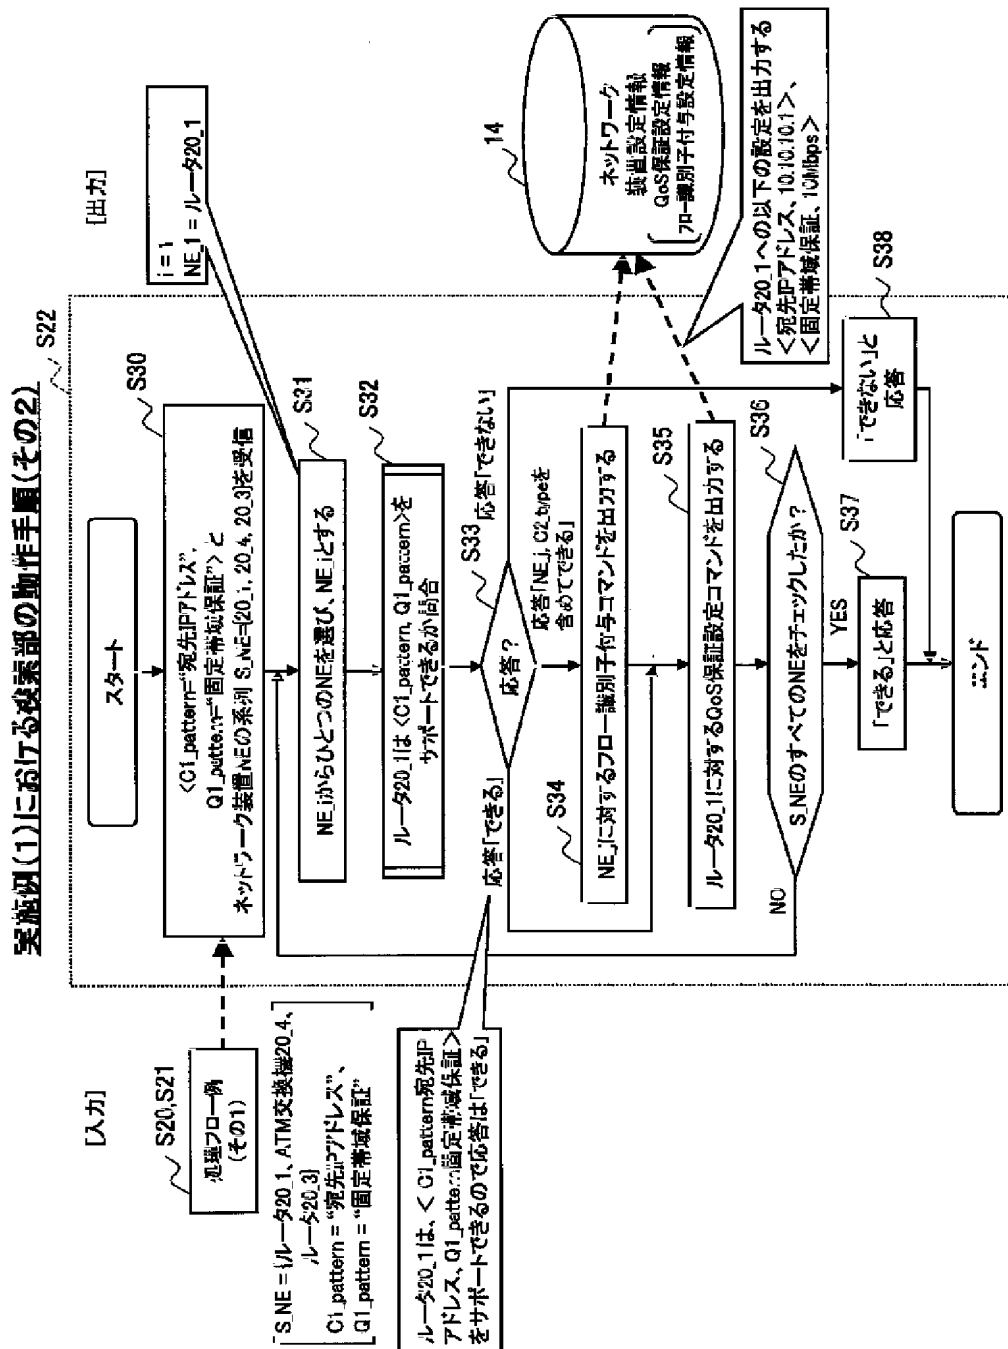 実施例(1)における検索部の動作手順(その2)
[入力]
S20,S21
処理フロー例
(その1)
S_NE = {ルータ20_1、ATM交換機20_4、
ルータ20_3}
C1_pattern = “宛先IPアドレス”、
Q1_pattern = “固定帯域保証”
ルータ20_1は、< C1_pattern宛先IP
アドレス、Q1_pattern固定帯域保証>
をサポートできるので応答は「できる」
S22
スタート
S30
<C1_pattern=“宛先IPアドレス”,
Q1_pattern=“固定帯域保証”> と
ネットワーク装置NEの系列 S_NE={20_1, 20_4, 20_3}を受信
S31
NE_iからひとつのNEを選び、NE_iとする
S32
ルータ20_1は <C1_pattern, Q1_pattern>を
サポートできるか問合
S33
応答？
応答「できる」
応答「できない」
応答「NE_j, C2_typeを
含めてできる」
S34
NE_jに対するフロー識別子付与コマンドを出力する
S35
ルータ20_1に対するQoS保証設定コマンドを出力する
S36
S_NEのすべてのNEをチェックしたか？
NO
YES
S37
「できる」と応答
S38
「できない」と
応答
エンド
[出力]
i = 1
NE_1 = ルータ20_1
14
ネットワーク
装置設定情報
QoS保証設定情報
フロー識別子付与設定情報
ルータ20_1への以下の設定を出力する
<宛先IPアドレス、10.10.10.1>、
<固定帯域保証、10Mbps>